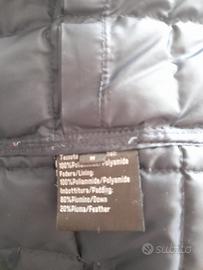 Tessuto
M
100%Poliammide/Polyamide
Fodera/Lining:
100%Poliammide/Polyamide
Imbottitura/Padding:
80%Piumino/Down
20%Piuma/Feather
subito